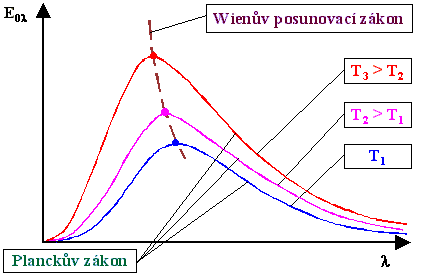 Wienův posunovací zákon
E₀λ
T₃ > T₂
T₂ > T₁
T₁
Planckův zákon
λ